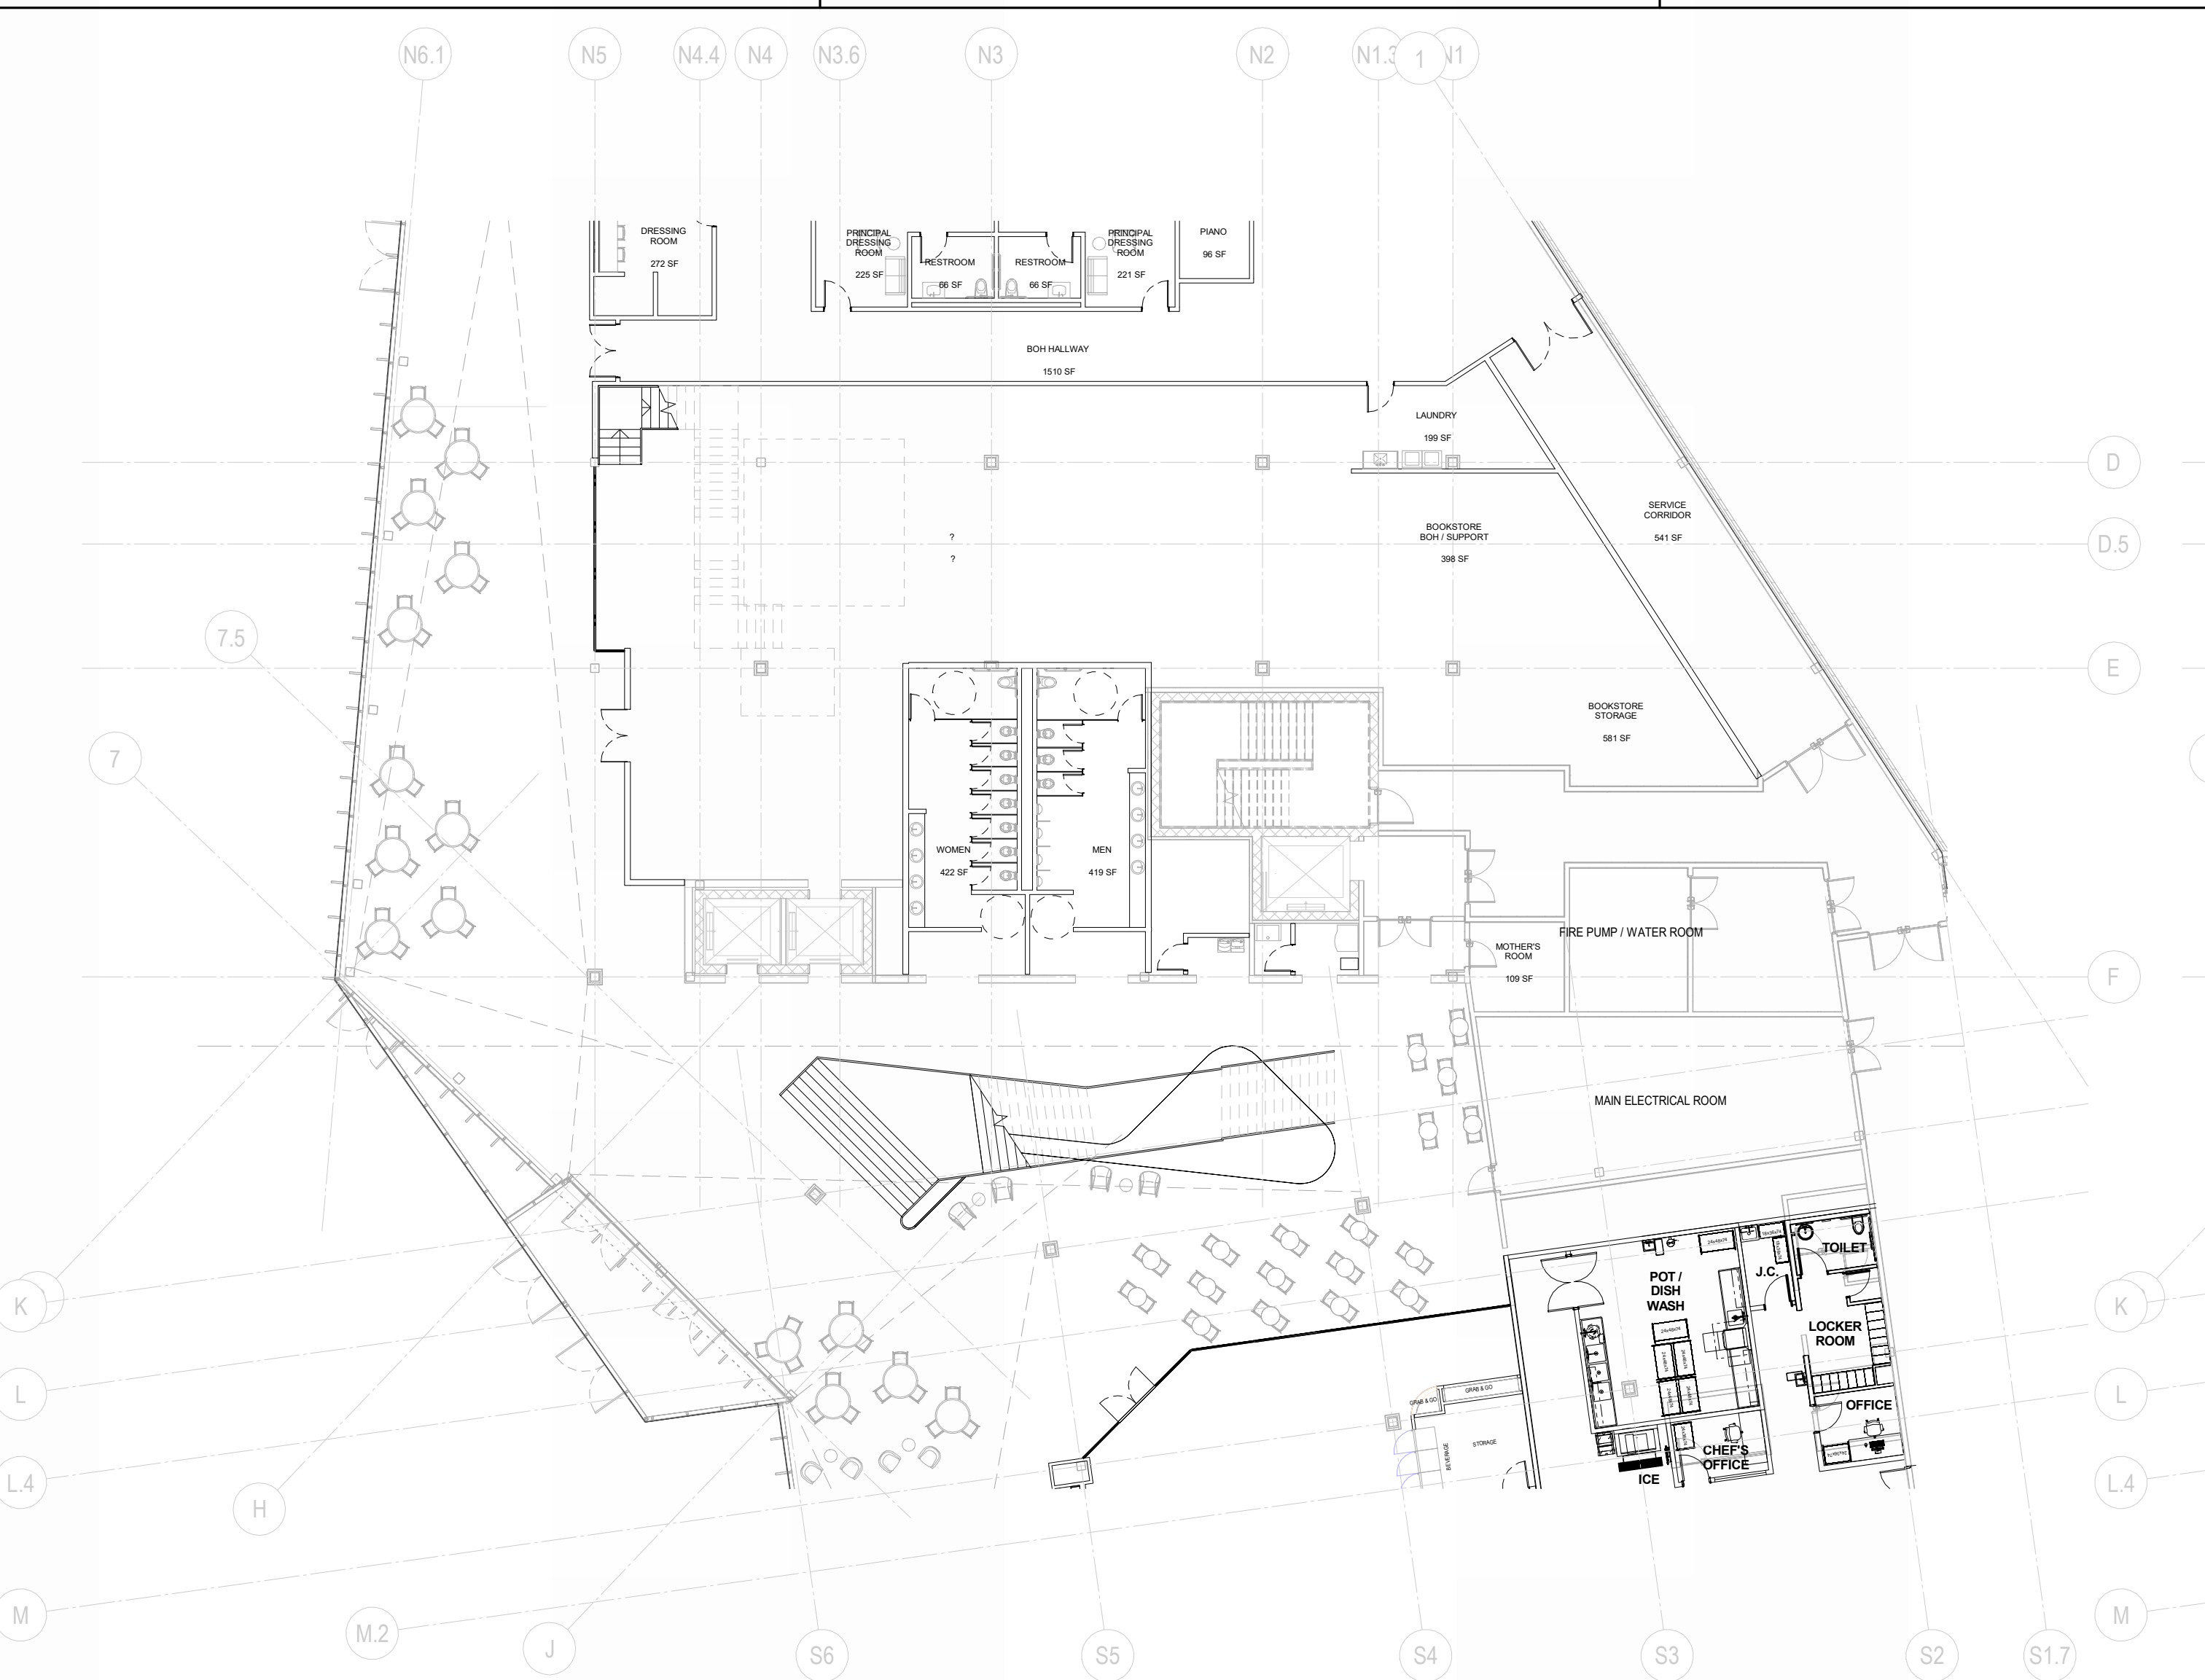 N6.1
N5
N4.4
N4
N3.6
N3
N2
N1.3
1
N1
DRESSING
ROOM
272 SF
PRINCIPAL
DRESSING
ROOM
225 SF
RESTROOM
66 SF
RESTROOM
66 SF
PRINCIPAL
DRESSING
ROOM
221 SF
PIANO
96 SF
BOH HALLWAY
1510 SF
LAUNDRY
199 SF
D
SERVICE
CORRIDOR
541 SF
BOOKSTORE
BOH / SUPPORT
398 SF
?
?
D.5
7.5
E
BOOKSTORE
STORAGE
581 SF
7
WOMEN
422 SF
MEN
419 SF
FIRE PUMP / WATER ROOM
MOTHER'S
ROOM
109 SF
F
MAIN ELECTRICAL ROOM
TOILET
J.C.
POT /
DISH
WASH
LOCKER
ROOM
K
K
L
L
GRAB & GO
GRAB & GO
OFFICE
STORAGE
BEVERAGE
CHEF'S
OFFICE
ICE
L.4
L.4
H
M
M
M.2
J
S6
S5
S4
S3
S2
S1.7